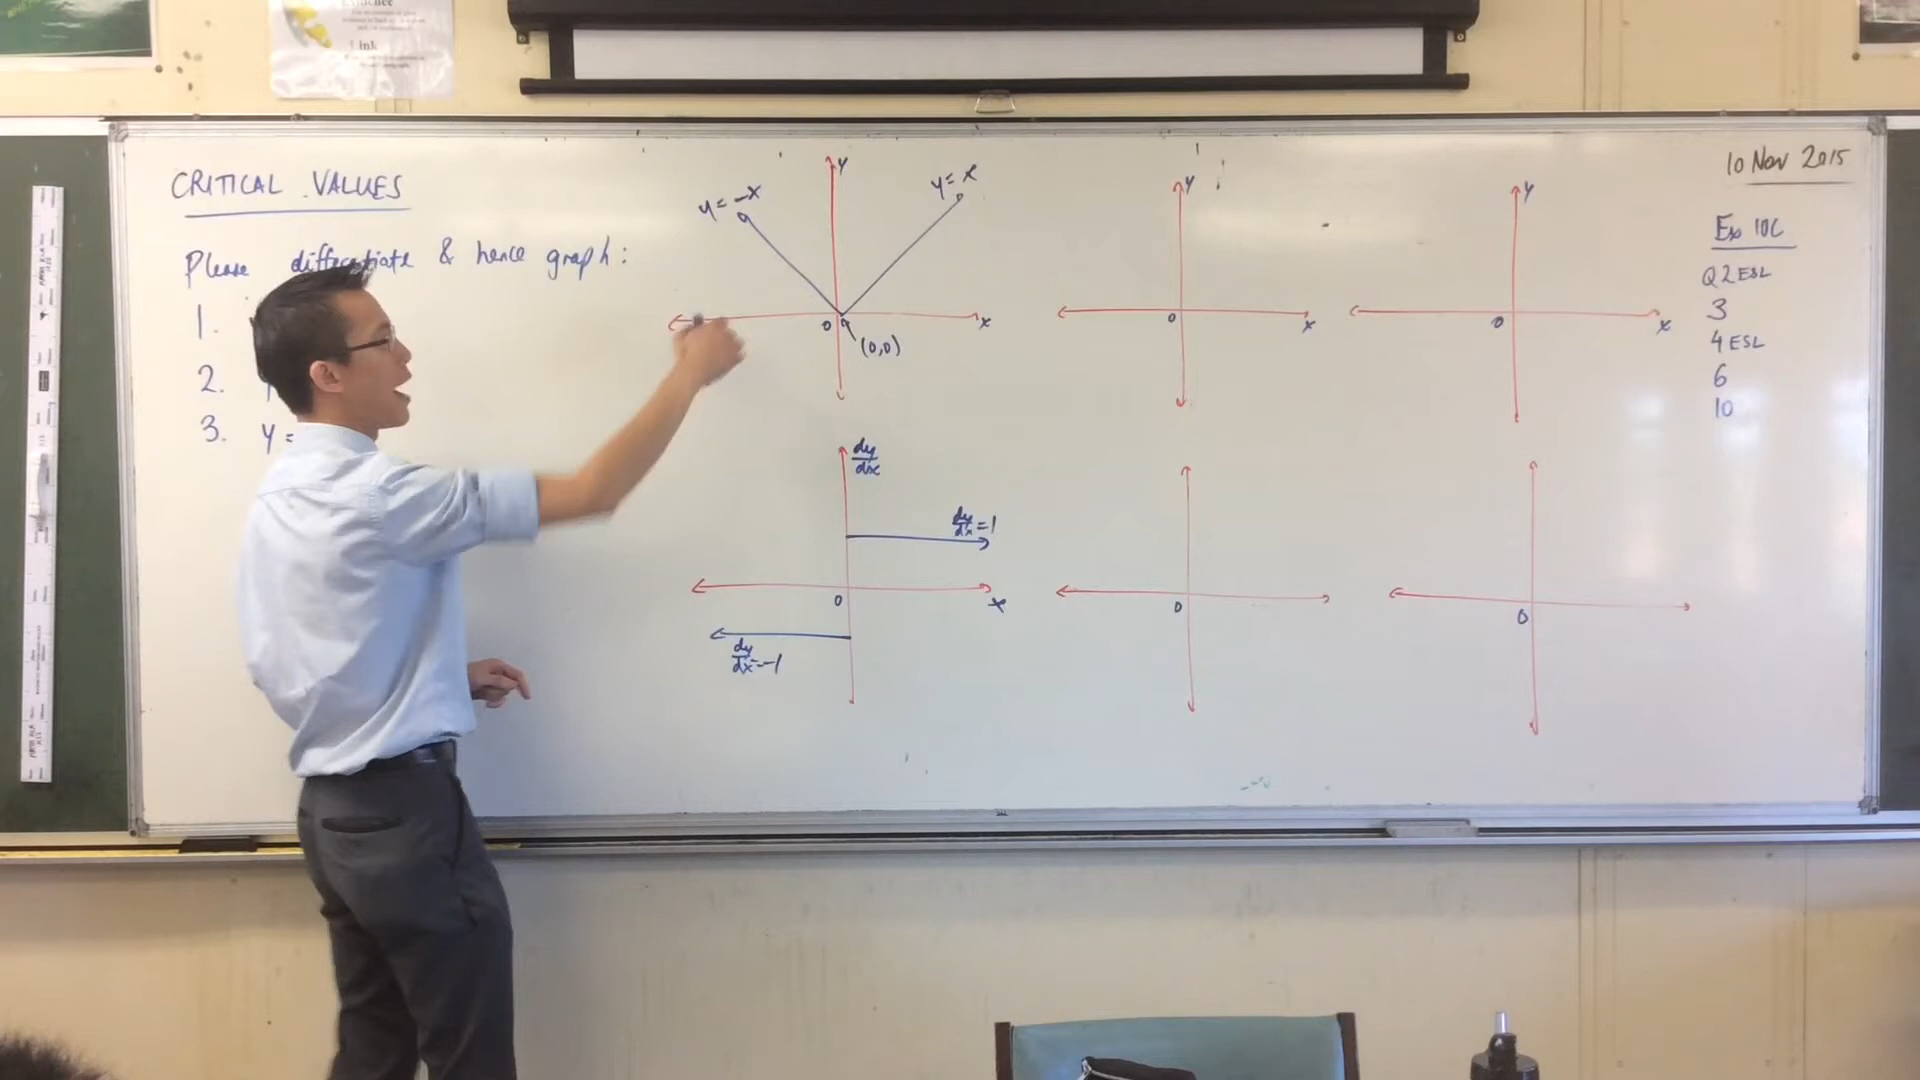 CRITICAL VALUES
Please differentiate & hence graph:
1.
2.
3. y =
y = -x
y
y = x
0
x
(0,0)
dy/dx
dy/dx = 1
0
x
dy/dx = -1
y
0
x
0
y
0
x
0
10 Nov 2015
Ex 10C
Q2 ESL
3
4 ESL
6
10
Link